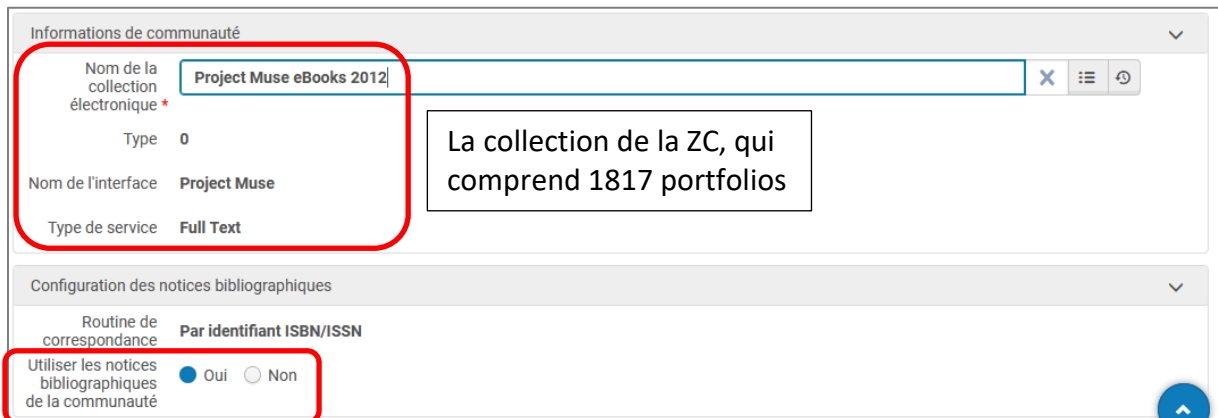 Informations de communauté
Nom de la
collection
électronique *
Project Muse eBooks 2012
Type 0
La collection de la ZC, qui
comprend 1817 portfolios
Nom de l'interface Project Muse
Type de service Full Text
Configuration des notices bibliographiques
Routine de
correspondance
Par identifiant ISBN/ISSN
Utiliser les notices
bibliographiques
de la communauté
Oui Non